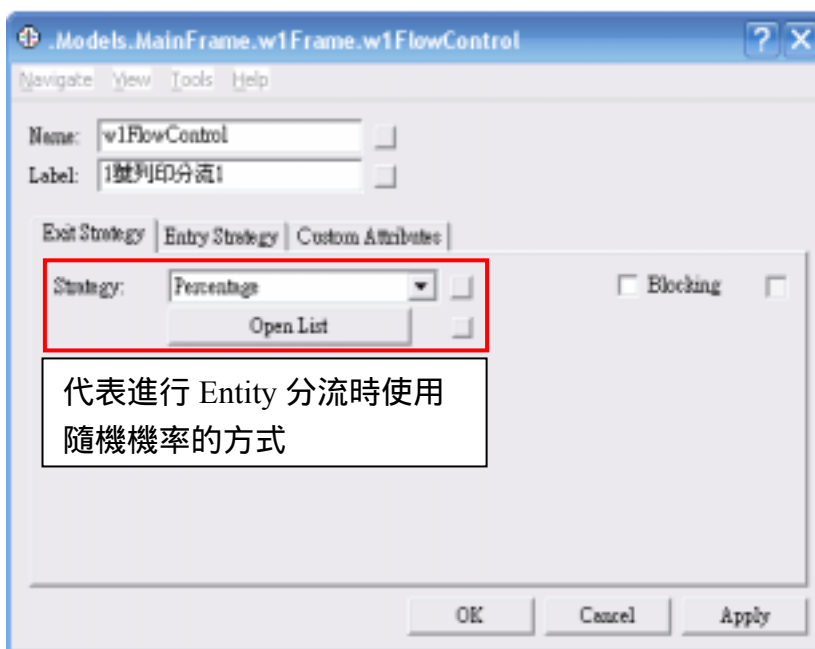 .Models.MainFrame.w1Frame.w1FlowControl
Navigate View Tools Help
Name: w1FlowControl
Label: 1號列印分流1
Exit Strategy Entry Strategy Custom Attributes
Strategy: Percentage Blocking
Open List
代表進行 Entity 分流時使用
隨機機率的方式
OK Cancel Apply